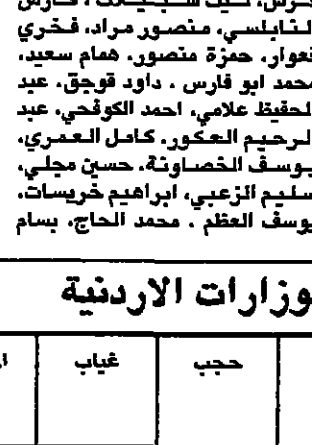 النابلسي، منصور مراد، فخري
قعوار، حمزة منصور، همام سعيد،
محمد ابو فارس . داود قوجق. عبد
الحفيظ علامي، احمد الكوفحي، عبد
الرحيم العكور. كامل العمري،
يوسف الخصاونة، حسين مجلي،
سليم الزعبي، ابراهيم خريسات،
يوسف العظم . محمد الحاج، بسام
وزارات الاردنية
حجب
غياب